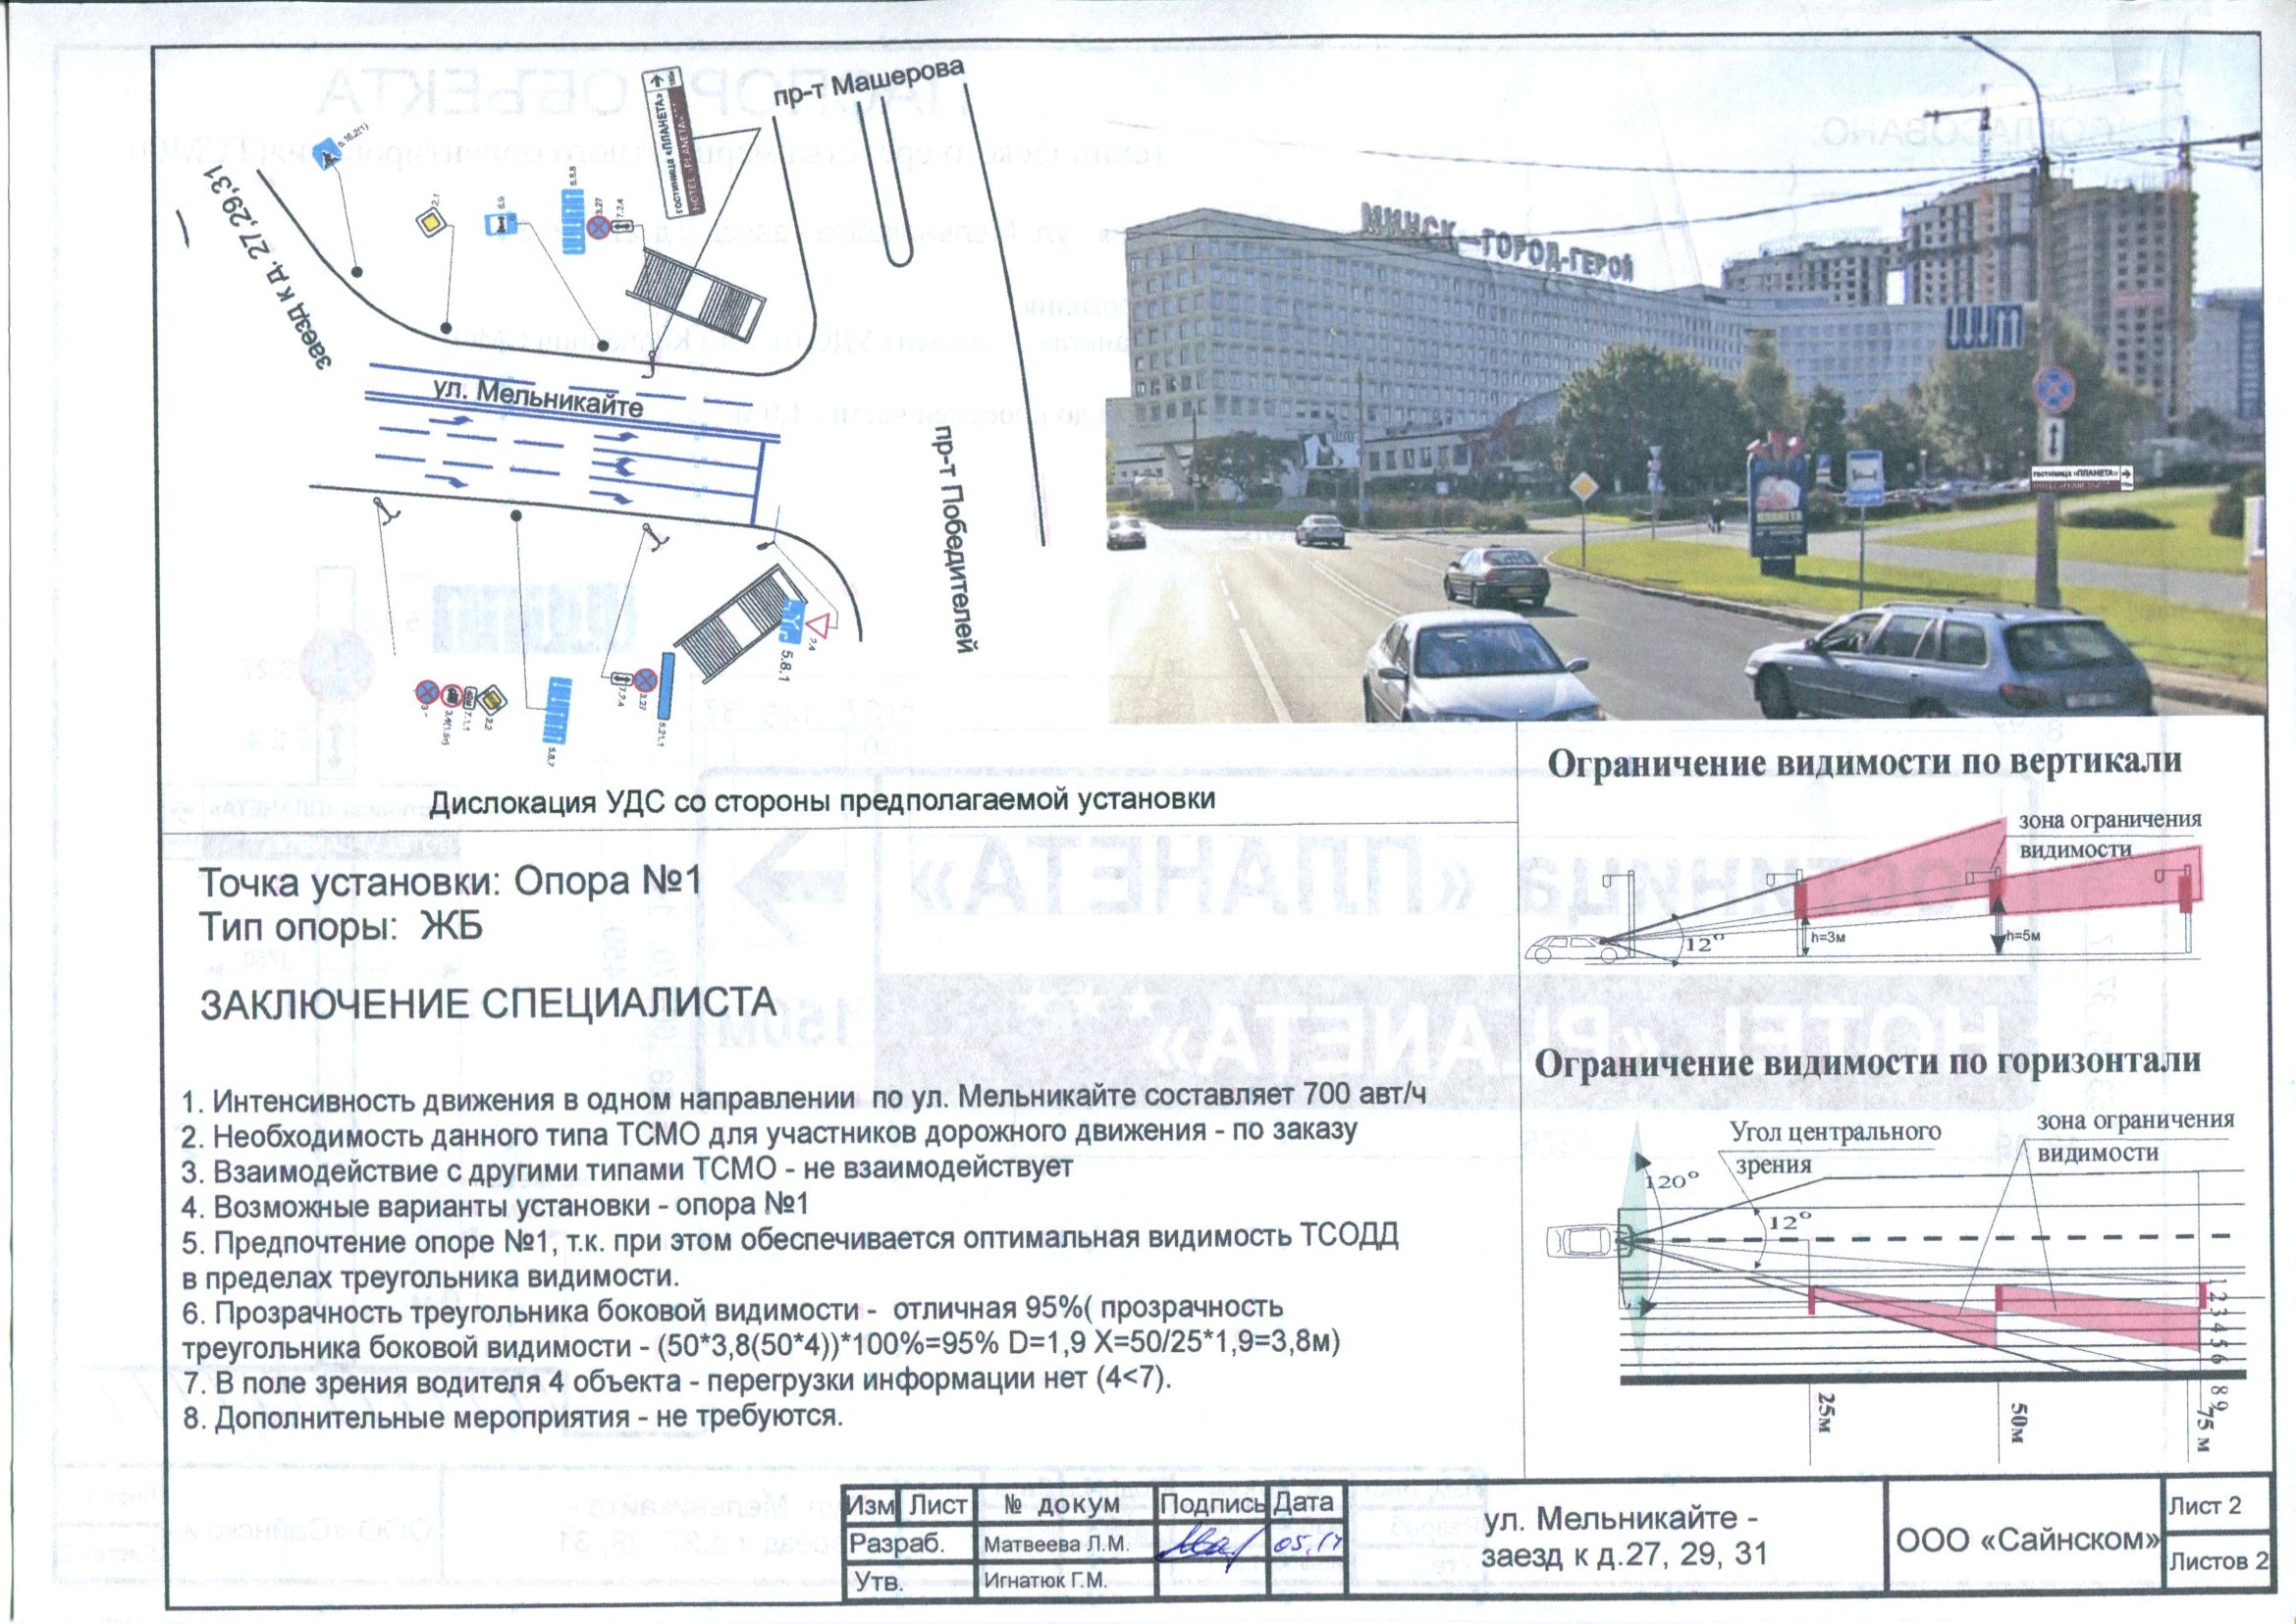 пр-т Машерова
гостиница «ПЛАНЕТА»
HOTEL «PLANETA»
заезд к д. 27,29,31
5.16.2(1)
2.1
5.8.8
3.27
7.2.4
ул. Мельникайте
пр-т Победителей
5.8.1
7.2.4
3.27
5.21.1
7.1.1
2.2
5.8.7
Дислокация УДС со стороны предполагаемой установки
МИНСК-ГОРОД-ГЕРОЙ
гостиница «ПЛАНЕТА»
Точка установки: Опора №1
Тип опоры: ЖБ
ЗАКЛЮЧЕНИЕ СПЕЦИАЛИСТА
1. Интенсивность движения в одном направлении по ул. Мельникайте составляет 700 авт/ч
2. Необходимость данного типа ТСМО для участников дорожного движения - по заказу
3. Взаимодействие с другими типами ТСМО - не взаимодействует
4. Возможные варианты установки - опора №1
5. Предпочтение опоре №1, т.к. при этом обеспечивается оптимальная видимость ТСОДД
в пределах треугольника видимости.
6. Прозрачность треугольника боковой видимости - отличная 95%( прозрачность
треугольника боковой видимости - (50*3,8(50*4))*100%=95% D=1,9 X=50/25*1,9=3,8м)
7. В поле зрения водителя 4 объекта - перегрузки информации нет (4<7).
8. Дополнительные мероприятия - не требуются.
Ограничение видимости по вертикали
зона ограничения
видимости
12°
h=3м
h=5м
Ограничение видимости по горизонтали
Угол центрального
зрения
зона ограничения
видимости
120°
12°
1 2 3 4 5 6 8 9
25м
50м
75 м
Изм Лист № докум Подпись Дата
Разраб. Матвеева Л.М. 05.14
Утв. Игнатюк Г.М.
ул. Мельникайте -
заезд к д.27, 29, 31
ООО «Сайнском»
Лист 2
Листов 2